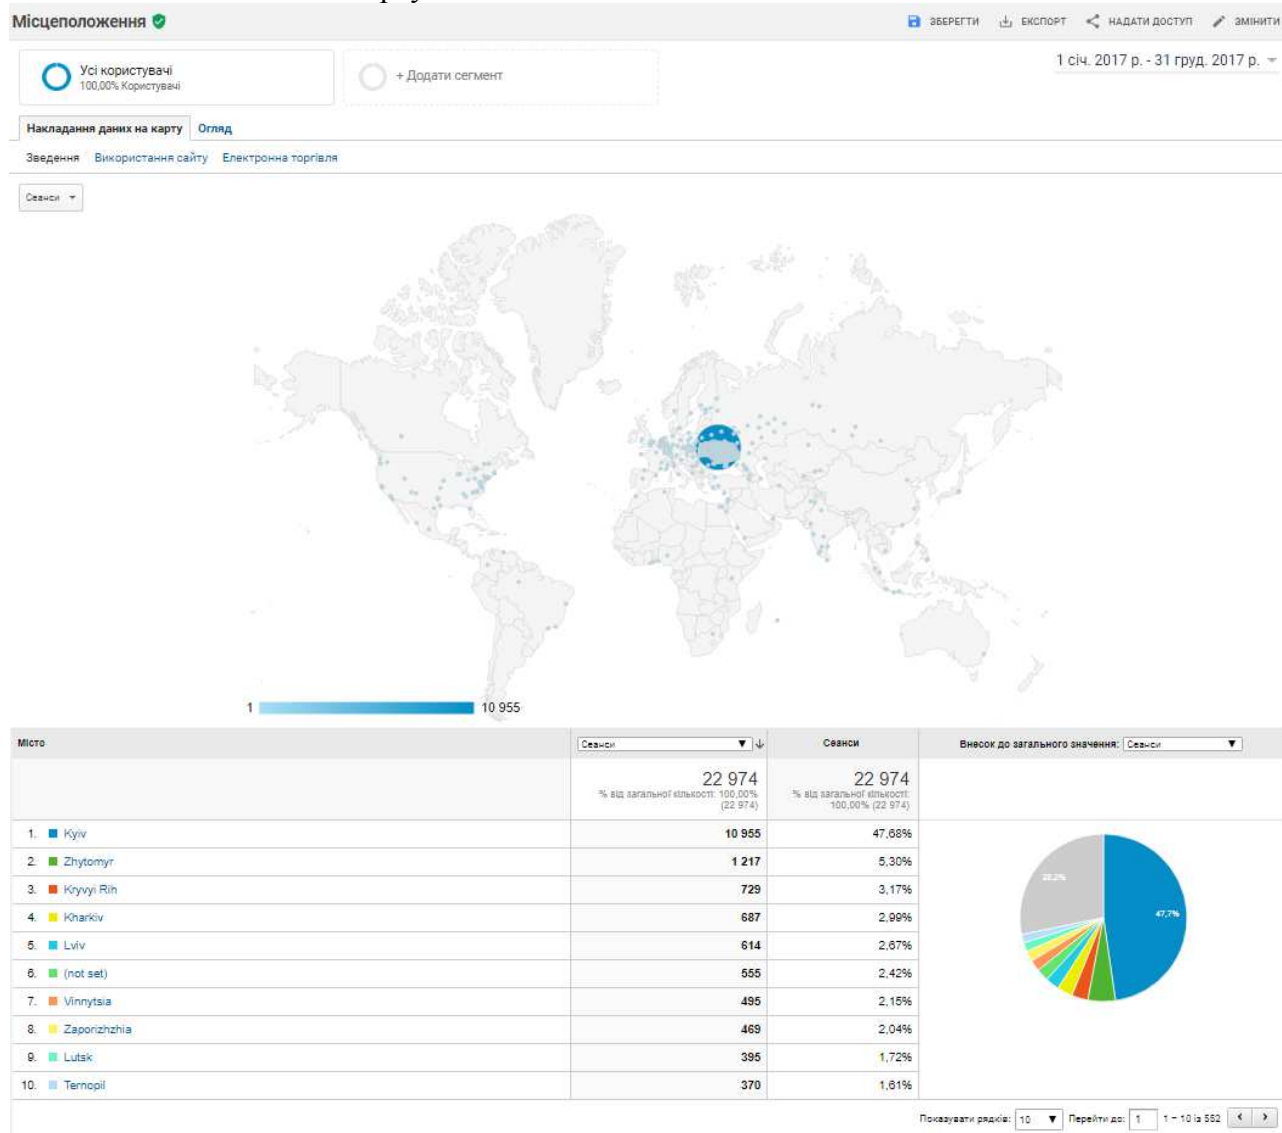 Місцеположення
ЗБЕРЕГТИ ЕКСПОРТ НАДАТИ ДОСТУП ЗМІНИТИ
1 січ. 2017 р. - 31 груд. 2017 р.
Усі користувачі
100,00% Користувачі
+ Додати сегмент
Накладання даних на карту Огляд
Зведення Використання сайту Електронна торгівля
Сеанси
1 10 955
Місто Сеанси Сеанси Внесок до загального значення: Сеанси
22 974 22 974
% від загальної кількості: 100,00% (22 974) % від загальної кількості: 100,00% (22 974)
1. Kyiv 10 955 47,68%
2. Zhytomyr 1 217 5,30%
3. Kryvyi Rih 729 3,17%
4. Kharkiv 687 2,99%
5. Lviv 614 2,67%
6. (not set) 555 2,42%
7. Vinnytsia 495 2,15%
8. Zaporizhzhia 469 2,04%
9. Lutsk 395 1,72%
10. Ternopil 370 1,61%
28,2%
47,7%
Показувати рядків: 10 Перейти до: 1 1 – 10 із 552